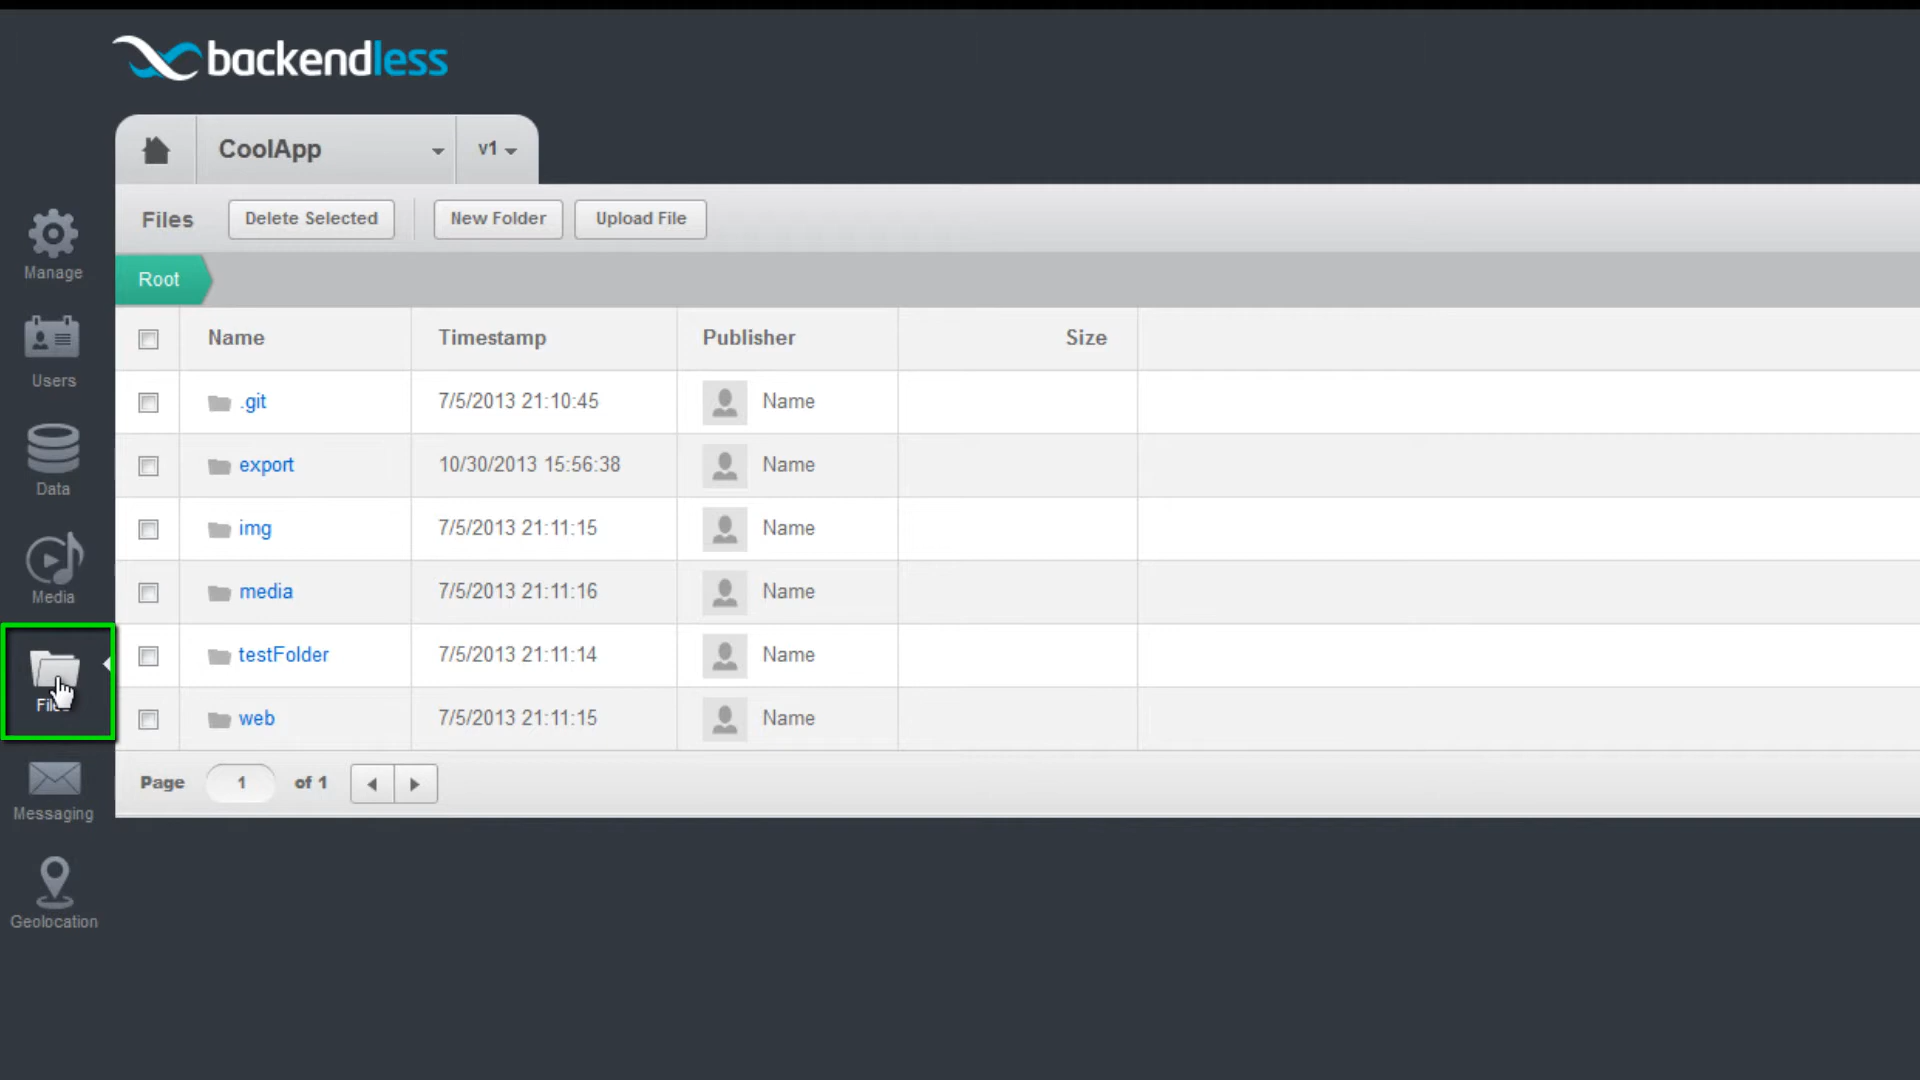 backendless
CoolApp v1
Files Delete Selected New Folder Upload File
Root
Name Timestamp Publisher Size
.git 7/5/2013 21:10:45 Name
export 10/30/2013 15:56:38 Name
img 7/5/2013 21:11:15 Name
media 7/5/2013 21:11:16 Name
testFolder 7/5/2013 21:11:14 Name
web 7/5/2013 21:11:15 Name
Page 1 of 1
Manage
Users
Data
Media
Messaging
Geolocation